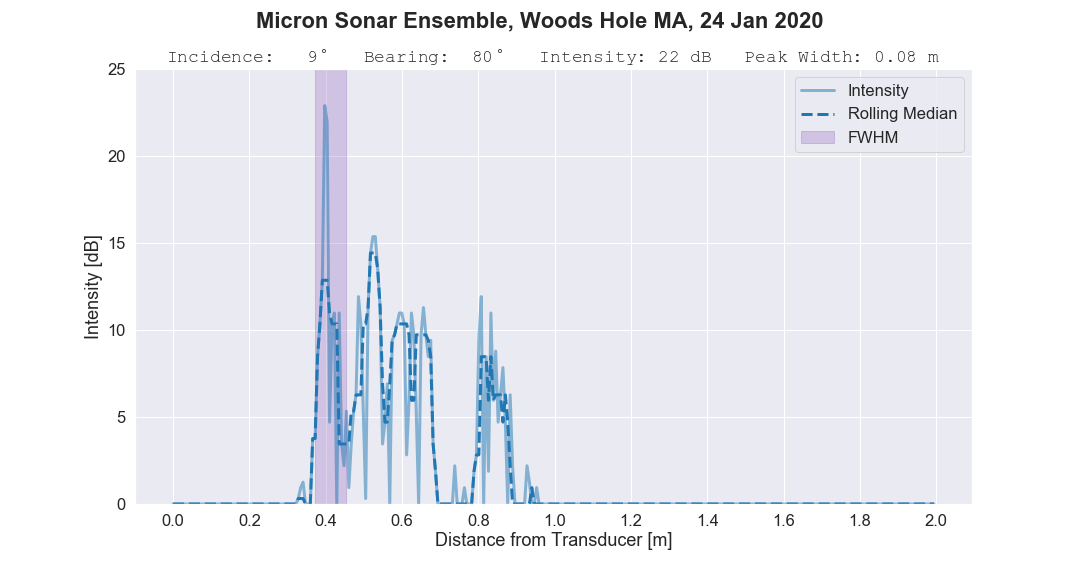 Micron Sonar Ensemble, Woods Hole MA, 24 Jan 2020
Incidence: 9° Bearing: 80° Intensity: 22 dB Peak Width: 0.08 m
25
20
15
10
5
0
Intensity [dB]
Intensity
Rolling Median
FWHM
0.0 0.2 0.4 0.6 0.8 1.0 1.2 1.4 1.6 1.8 2.0
Distance from Transducer [m]